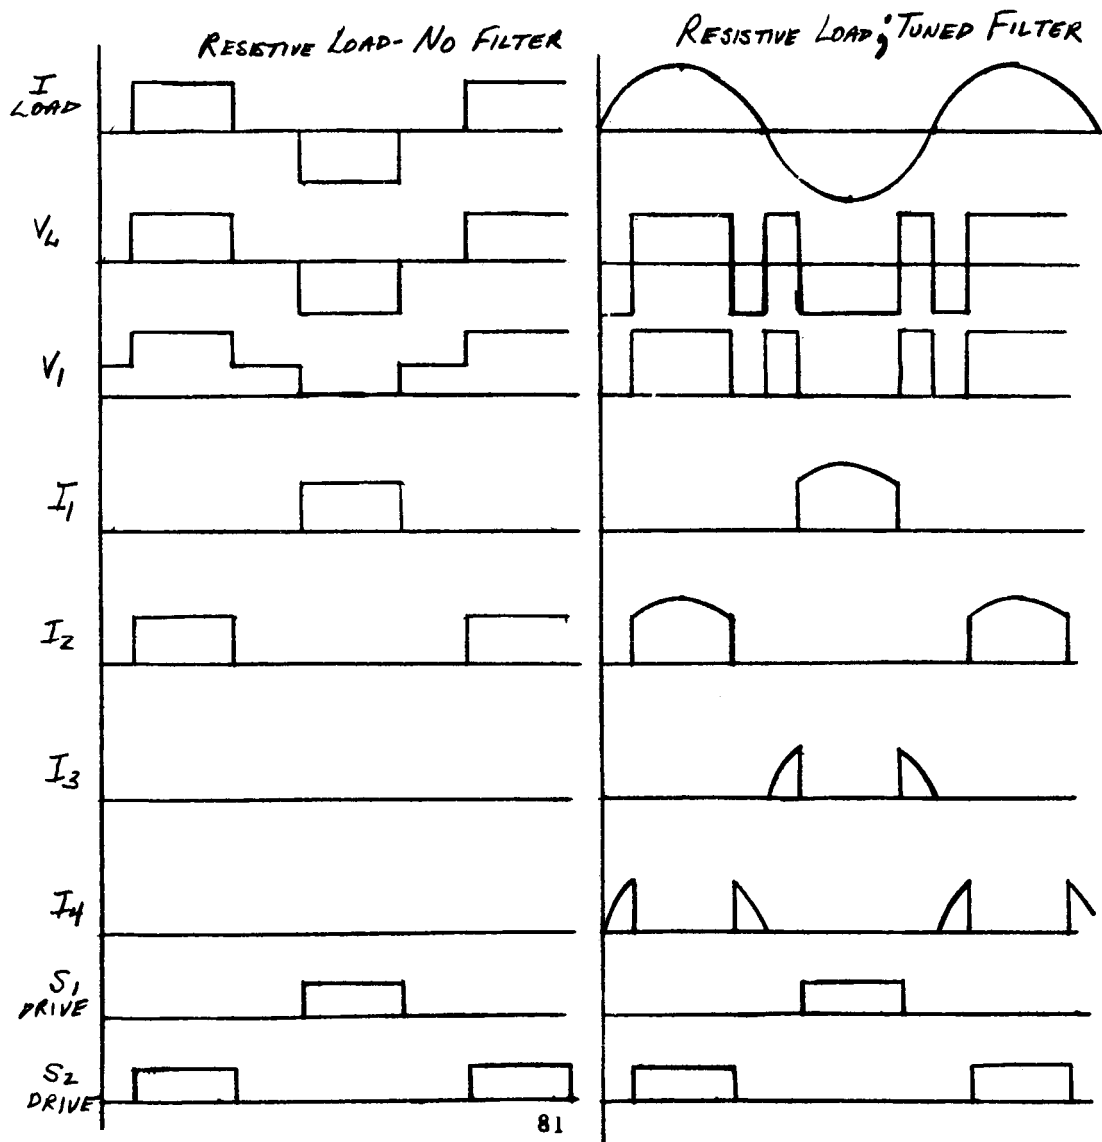 RESISTIVE LOAD - NO FILTER
RESISTIVE LOAD; TUNED FILTER
I LOAD
VL
V1
I1
I2
I3
I4
S1 DRIVE
S2 DRIVE
81